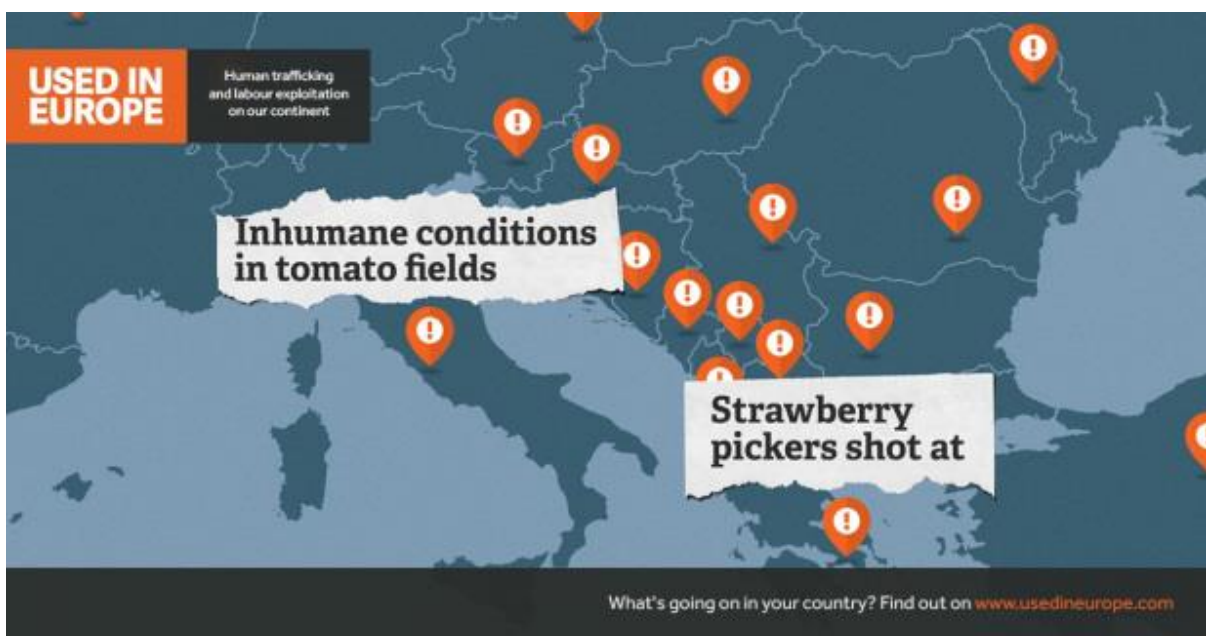 USED IN
EUROPE
Human trafficking
and labour exploitation
on our continent
Inhumane conditions
in tomato fields
Strawberry
pickers shot at
What's going on in your country? Find out on www.usedineurope.com